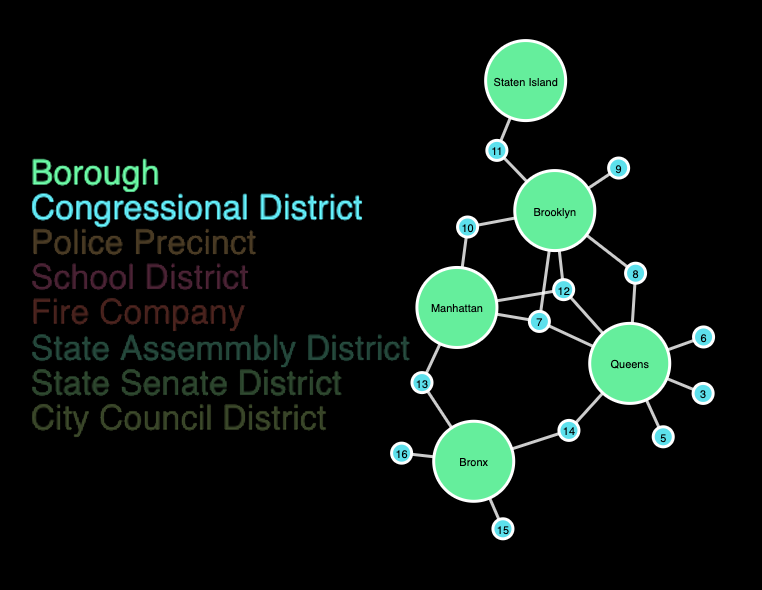 Borough
Congressional District
Police Precinct
School District
Fire Company
State Assemmbly District
State Senate District
City Council District
Staten Island
11
9
Brooklyn
10
8
12
Manhattan
7
6
Queens
13
3
14
5
16
Bronx
15